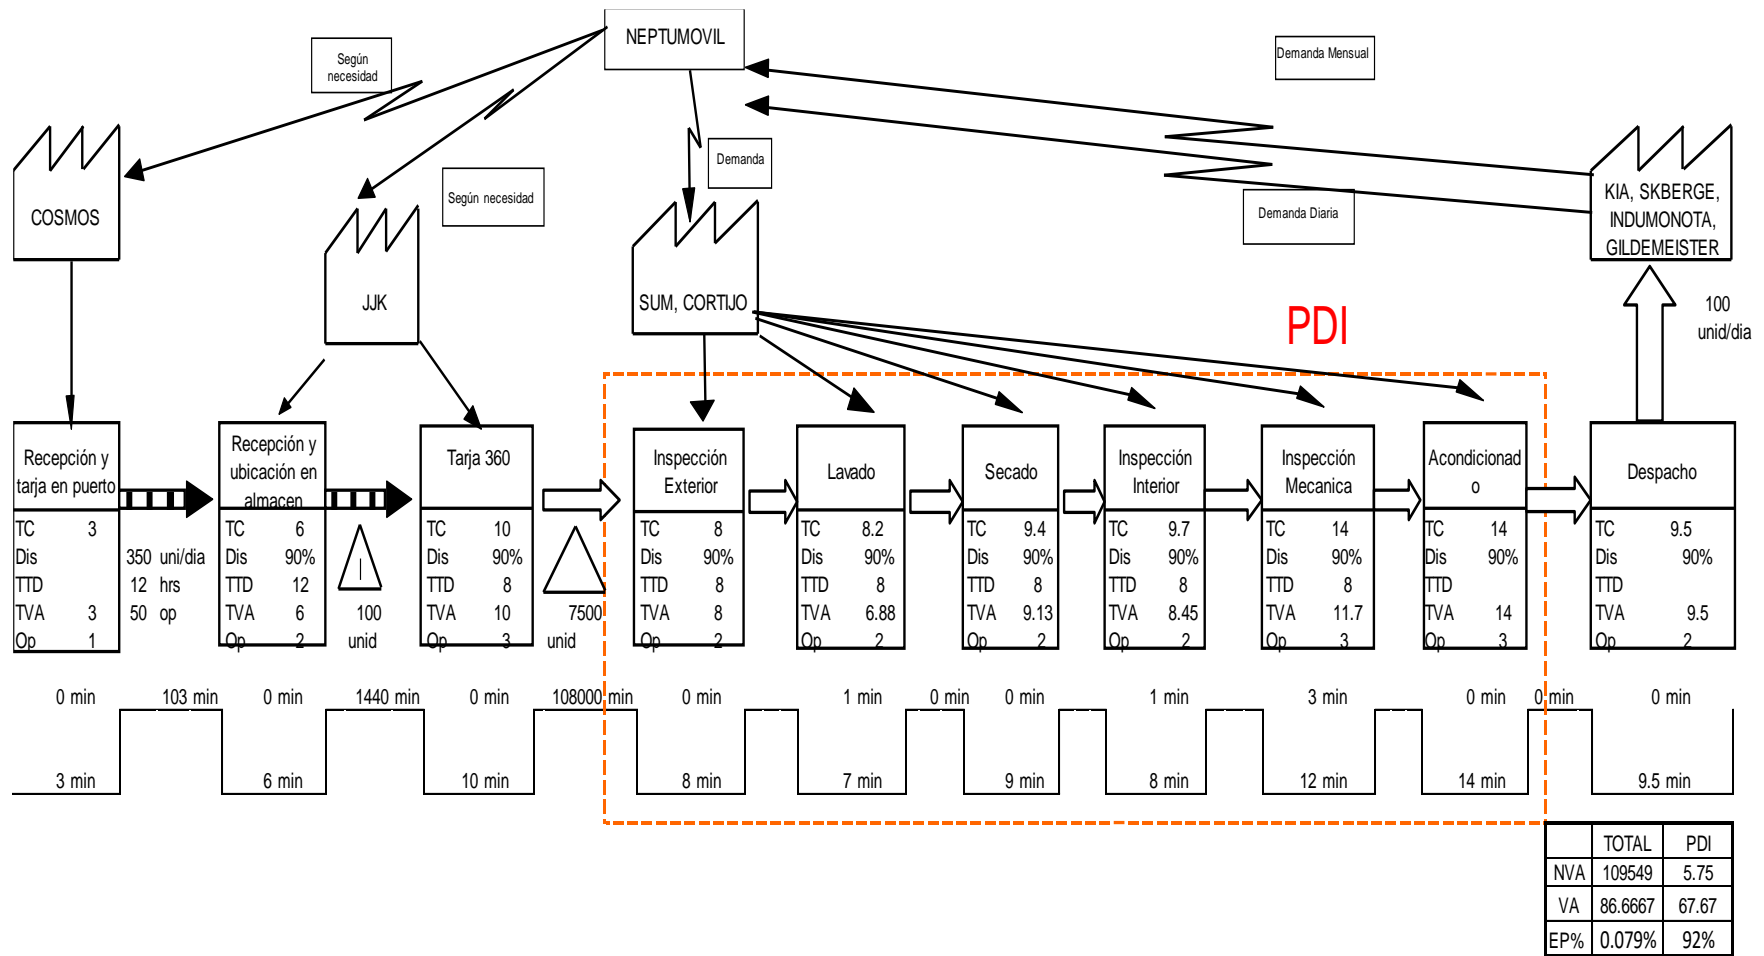 NEPTUMOVIL
Según
necesidad
Demanda Mensual
Demanda
Según necesidad
Demanda Diaria
COSMOS
JJK
SUM, CORTIJO
KIA, SKBERGE,
INDUMONOTA,
GILDEMEISTER
PDI
100
unid/dia
Recepción y
tarja en puerto
TC 3
Dis
TTD
TVA 3
Op 1
350 uni/dia
12 hrs
50 op
Recepción y
ubicación en
almacen
TC 6
Dis 90%
TTD 12
TVA 6
Op 2
I
100
unid
Tarja 360
TC 10
Dis 90%
TTD 8
TVA 10
Op 3
7500
unid
Inspección
Exterior
TC 8
Dis 90%
TTD 8
TVA 8
Op 2
Lavado
TC 8.2
Dis 90%
TTD 8
TVA 6.88
Op 2
Secado
TC 9.4
Dis 90%
TTD 8
TVA 9.13
Op 2
Inspección
Interior
TC 9.7
Dis 90%
TTD 8
TVA 8.45
Op 2
Inspección
Mecanica
TC 14
Dis 90%
TTD 8
TVA 11.7
Op 3
Acondicionad
o
TC 14
Dis 90%
TTD
TVA 14
Op 3
Despacho
TC 9.5
Dis 90%
TTD
TVA 9.5
Op 2
0 min 103 min 0 min 1440 min 0 min 108000 min 0 min 1 min 0 min 0 min 1 min 3 min 0 min 0 min 0 min
3 min 6 min 10 min 8 min 7 min 9 min 8 min 12 min 14 min 9.5 min
TOTAL PDI
NVA 109549 5.75
VA 86.6667 67.67
EP% 0.079% 92%